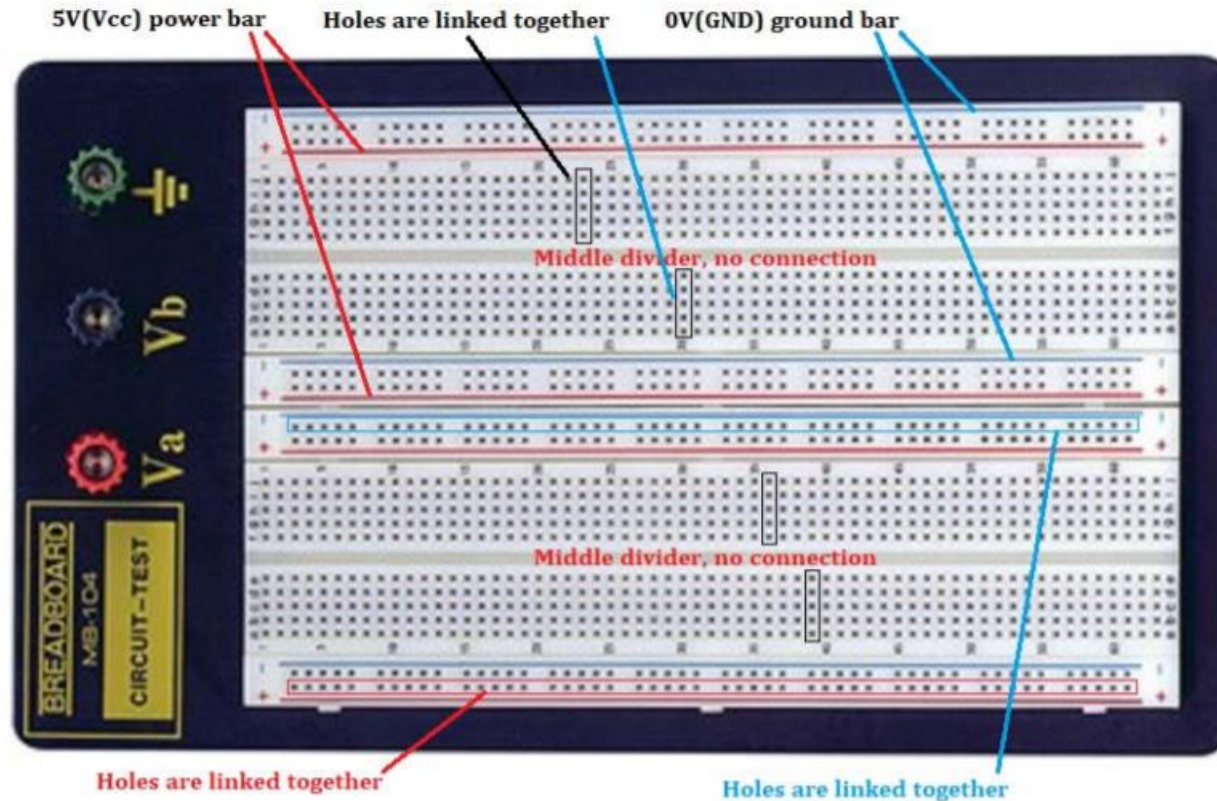 5V(Vcc) power bar
Holes are linked together
0V(GND) ground bar
Middle divider, no connection
Vb
Va
Middle divider, no connection
BREADBOARD
MB-104
CIRCUIT-TEST
Holes are linked together
Holes are linked together